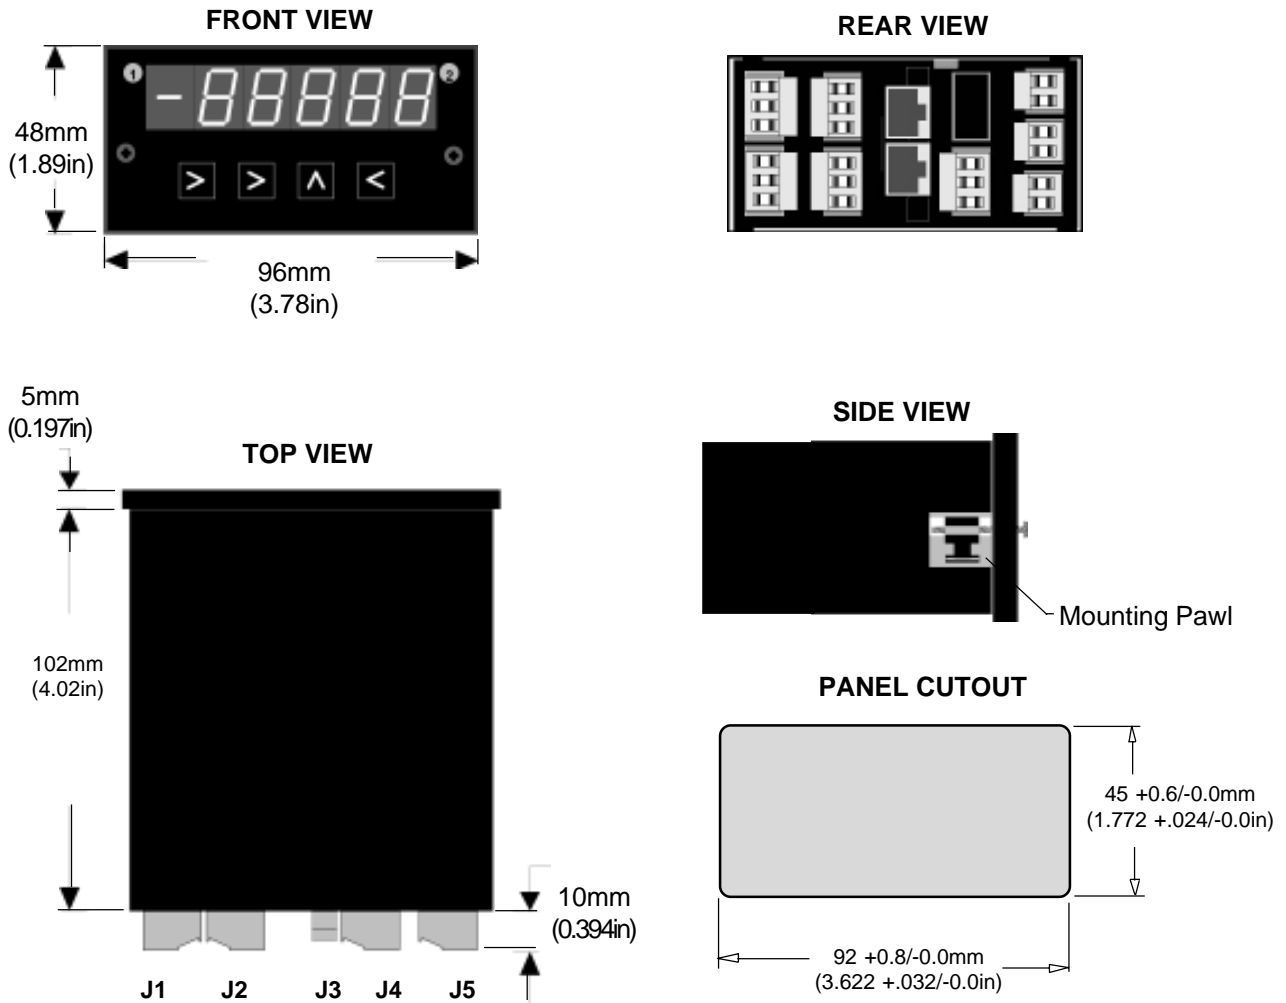 FRONT VIEW
REAR VIEW
1
2
-88888
48mm
(1.89in)
> > ^ <
96mm
(3.78in)
5mm
(0.197in)
TOP VIEW
SIDE VIEW
Mounting Pawl
102mm
(4.02in)
PANEL CUTOUT
45 +0.6/-0.0mm
(1.772 +.024/-0.0in)
10mm
(0.394in)
92 +0.8/-0.0mm
(3.622 +.032/-0.0in)
J1 J2 J3 J4 J5